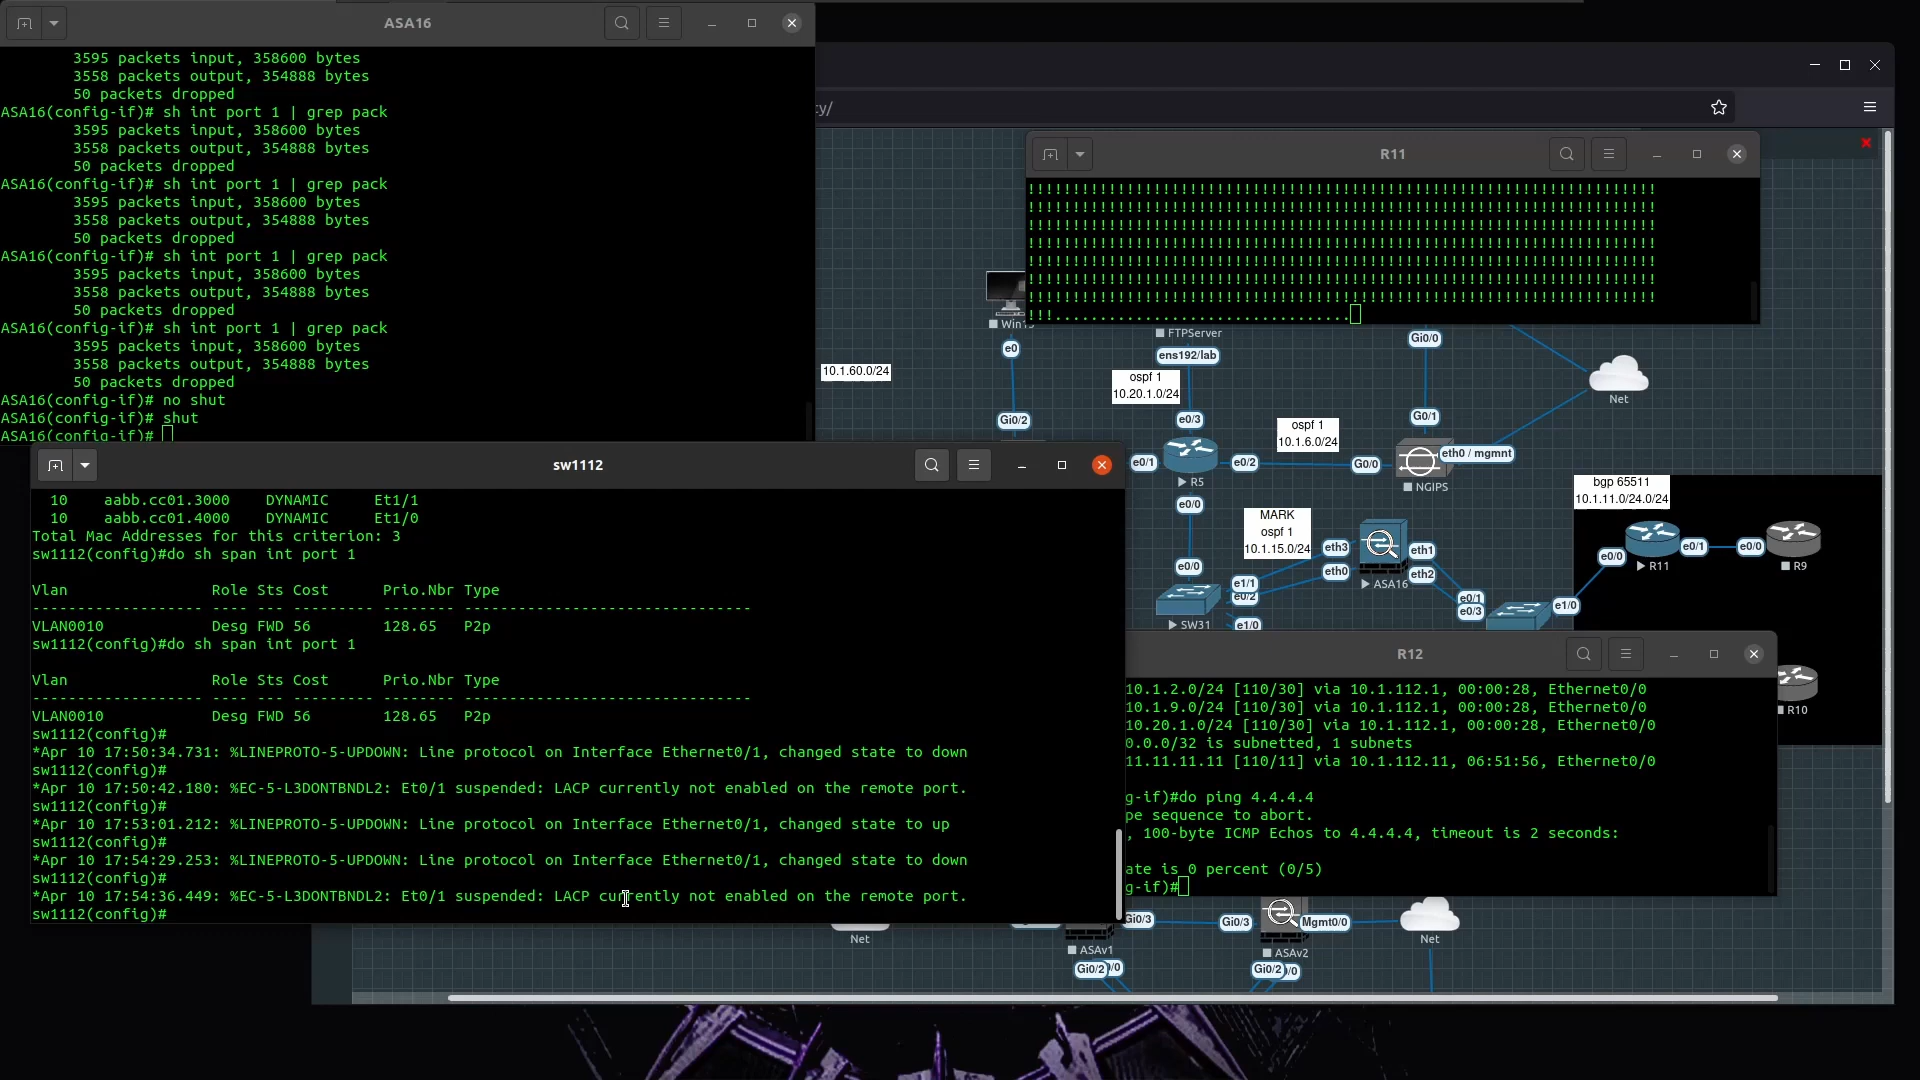 ASA16
3595 packets input, 358600 bytes
3558 packets output, 354888 bytes
50 packets dropped
ASA16(config-if)# sh int port 1 | grep pack
3595 packets input, 358600 bytes
3558 packets output, 354888 bytes
50 packets dropped
ASA16(config-if)# sh int port 1 | grep pack
3595 packets input, 358600 bytes
3558 packets output, 354888 bytes
50 packets dropped
ASA16(config-if)# sh int port 1 | grep pack
3595 packets input, 358600 bytes
3558 packets output, 354888 bytes
50 packets dropped
ASA16(config-if)# sh int port 1 | grep pack
3595 packets input, 358600 bytes
3558 packets output, 354888 bytes
50 packets dropped
ASA16(config-if)# no shut
ASA16(config-if)# shut
ASA16(config-if)#
ty/
R11
FTPServer
e0
ens192/lab
Gi0/0
10.1.60.0/24
ospf 1
10.20.1.0/24
Net
Gi0/2
e0/3
G0/1
ospf 1
10.1.6.0/24
e0/1
e0/2
G0/0
eth0 / mgmnt
R5
NGIPS
bgp 65511
10.1.11.0/24.0/24
e0/0
MARK
ospf 1
10.1.15.0/24
eth3
eth1
eth0
eth2
ASA16
e0/0
e0/1
e0/0
R11
R9
e0/0
e1/1
e0/2
e0/1
e0/3
e1/0
SW31
e1/0
sw1112
10 aabb.cc01.3000 DYNAMIC Et1/1
10 aabb.cc01.4000 DYNAMIC Et1/0
Total Mac Addresses for this criterion: 3
sw1112(config)#do sh span int port 1
Vlan Role Sts Cost Prio.Nbr Type
------------------- ---- --- --------- -------- --------------------------------
VLAN0010 Desg FWD 56 128.65 P2p
sw1112(config)#do sh span int port 1
Vlan Role Sts Cost Prio.Nbr Type
------------------- ---- --- --------- -------- --------------------------------
VLAN0010 Desg FWD 56 128.65 P2p
sw1112(config)#
*Apr 10 17:50:34.731: %LINEPROTO-5-UPDOWN: Line protocol on Interface Ethernet0/1, changed state to down
sw1112(config)#
*Apr 10 17:50:42.180: %EC-5-L3DONTBNDL2: Et0/1 suspended: LACP currently not enabled on the remote port.
sw1112(config)#
*Apr 10 17:53:01.212: %LINEPROTO-5-UPDOWN: Line protocol on Interface Ethernet0/1, changed state to up
sw1112(config)#
*Apr 10 17:54:29.253: %LINEPROTO-5-UPDOWN: Line protocol on Interface Ethernet0/1, changed state to down
sw1112(config)#
*Apr 10 17:54:36.449: %EC-5-L3DONTBNDL2: Et0/1 suspended: LACP currently not enabled on the remote port.
sw1112(config)#
R12
10.1.2.0/24 [110/30] via 10.1.112.1, 00:00:28, Ethernet0/0
10.1.9.0/24 [110/30] via 10.1.112.1, 00:00:28, Ethernet0/0
10.20.1.0/24 [110/30] via 10.1.112.1, 00:00:28, Ethernet0/0
0.0.0/32 is subnetted, 1 subnets
11.11.11.11 [110/11] via 10.1.112.11, 06:51:56, Ethernet0/0
g-if)#do ping 4.4.4.4
pe sequence to abort.
, 100-byte ICMP Echos to 4.4.4.4, timeout is 2 seconds:
ate is 0 percent (0/5)
g-if)#
R10
Net
Gi0/3
ASAv1
Gi0/2
Gi0/3
Mgmt0/0
ASAv2
Gi0/2
Net